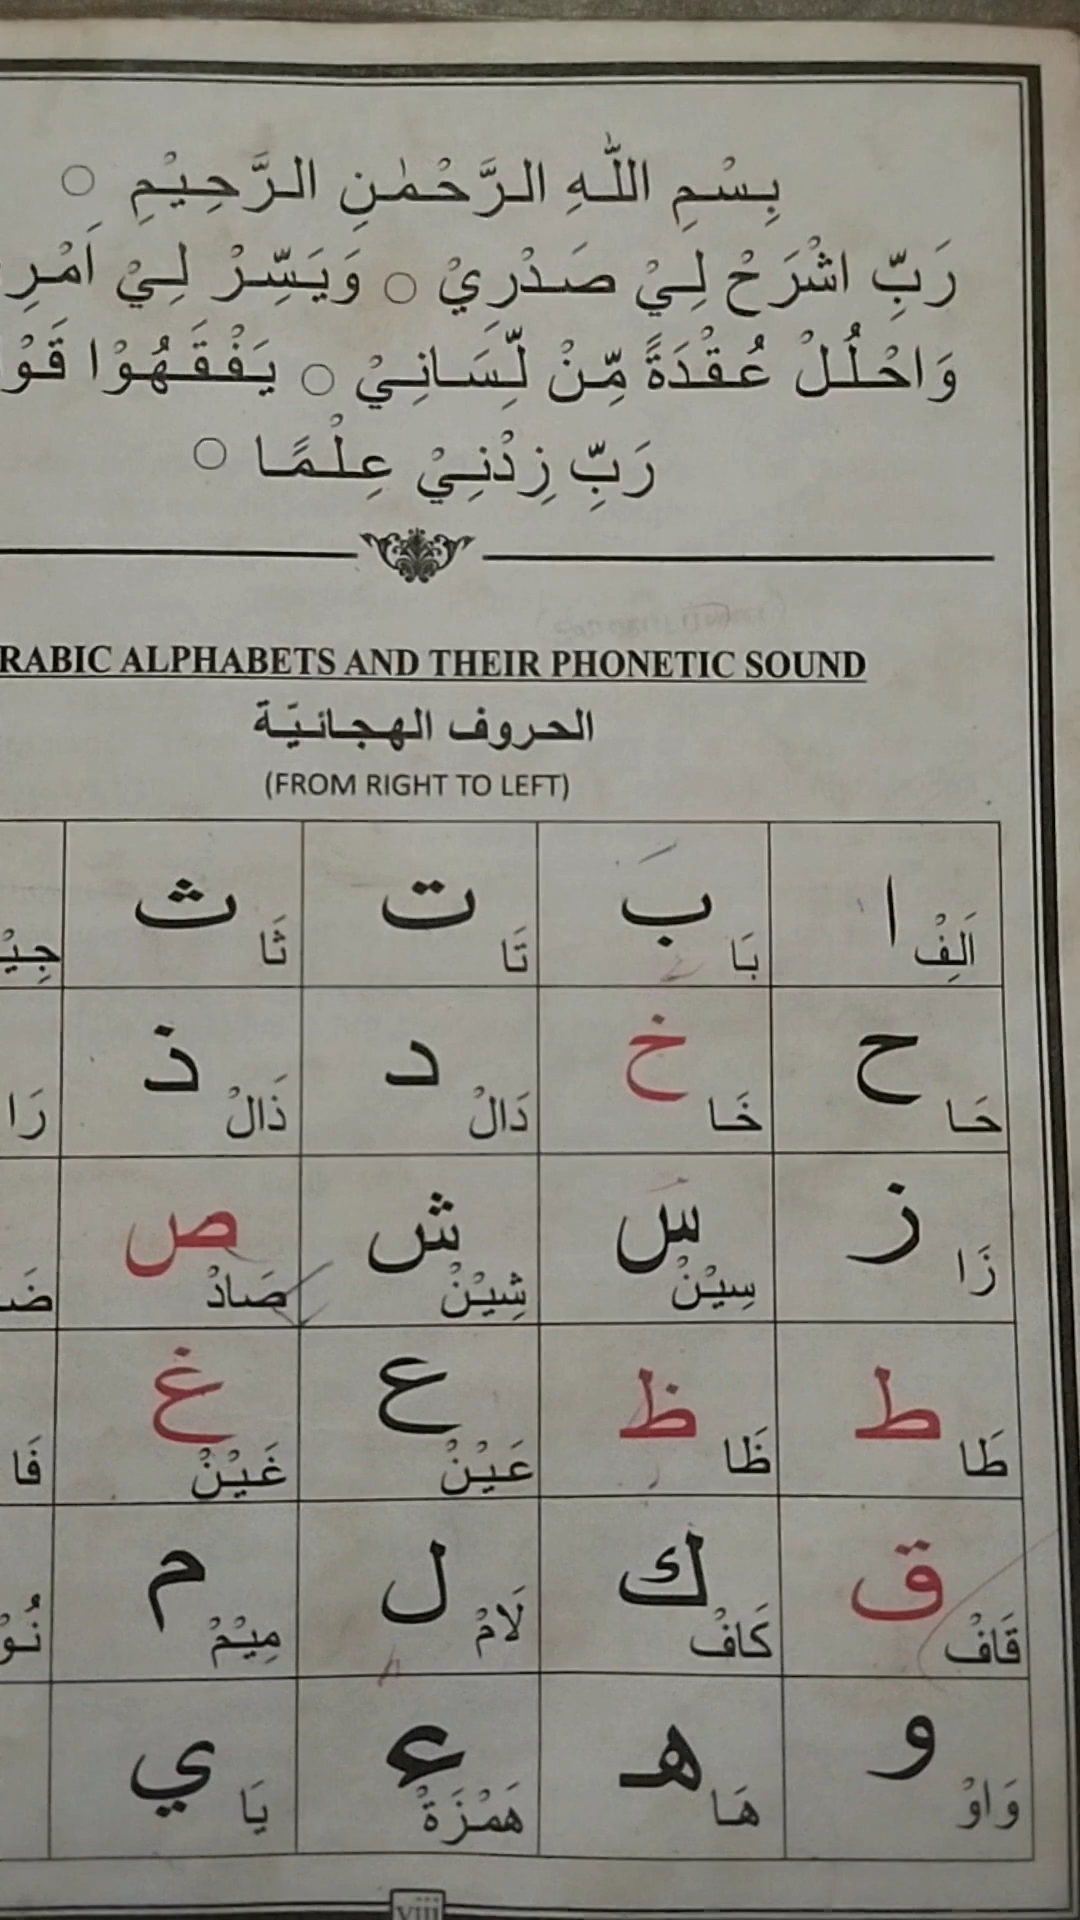 بِسْمِ اللّٰهِ الرَّحْمٰنِ الرَّحِيْمِ ○
رَبِّ اشْرَحْ لِيْ صَدْرِيْ ○ وَيَسِّرْ لِيْ
وَاحْلُلْ عُقْدَةً مِّنْ لِّسَانِيْ ○ يَفْقَهُوْا
رَبِّ زِدْنِيْ عِلْمًا ○
RABIC ALPHABETS AND THEIR PHONETIC SOUND
الحروف الهجائيّة
(FROM RIGHT TO LEFT)
ا اَلِفْ بَ بَا ت تَا ث ثَا
ح حَا خ خَا د دَالْ ذ ذَالْ رَا
ز زَا س سِيْنْ ش شِيْنْ ص صَادْ
ط طَا ظ ظَا ع عَيْنْ غ غَيْنْ فَا
ق قَافْ ك كَافْ ل لَامْ م مِيْمْ
و وَاوْ ه هَا ء هَمْزَةْ ي يَا
viii